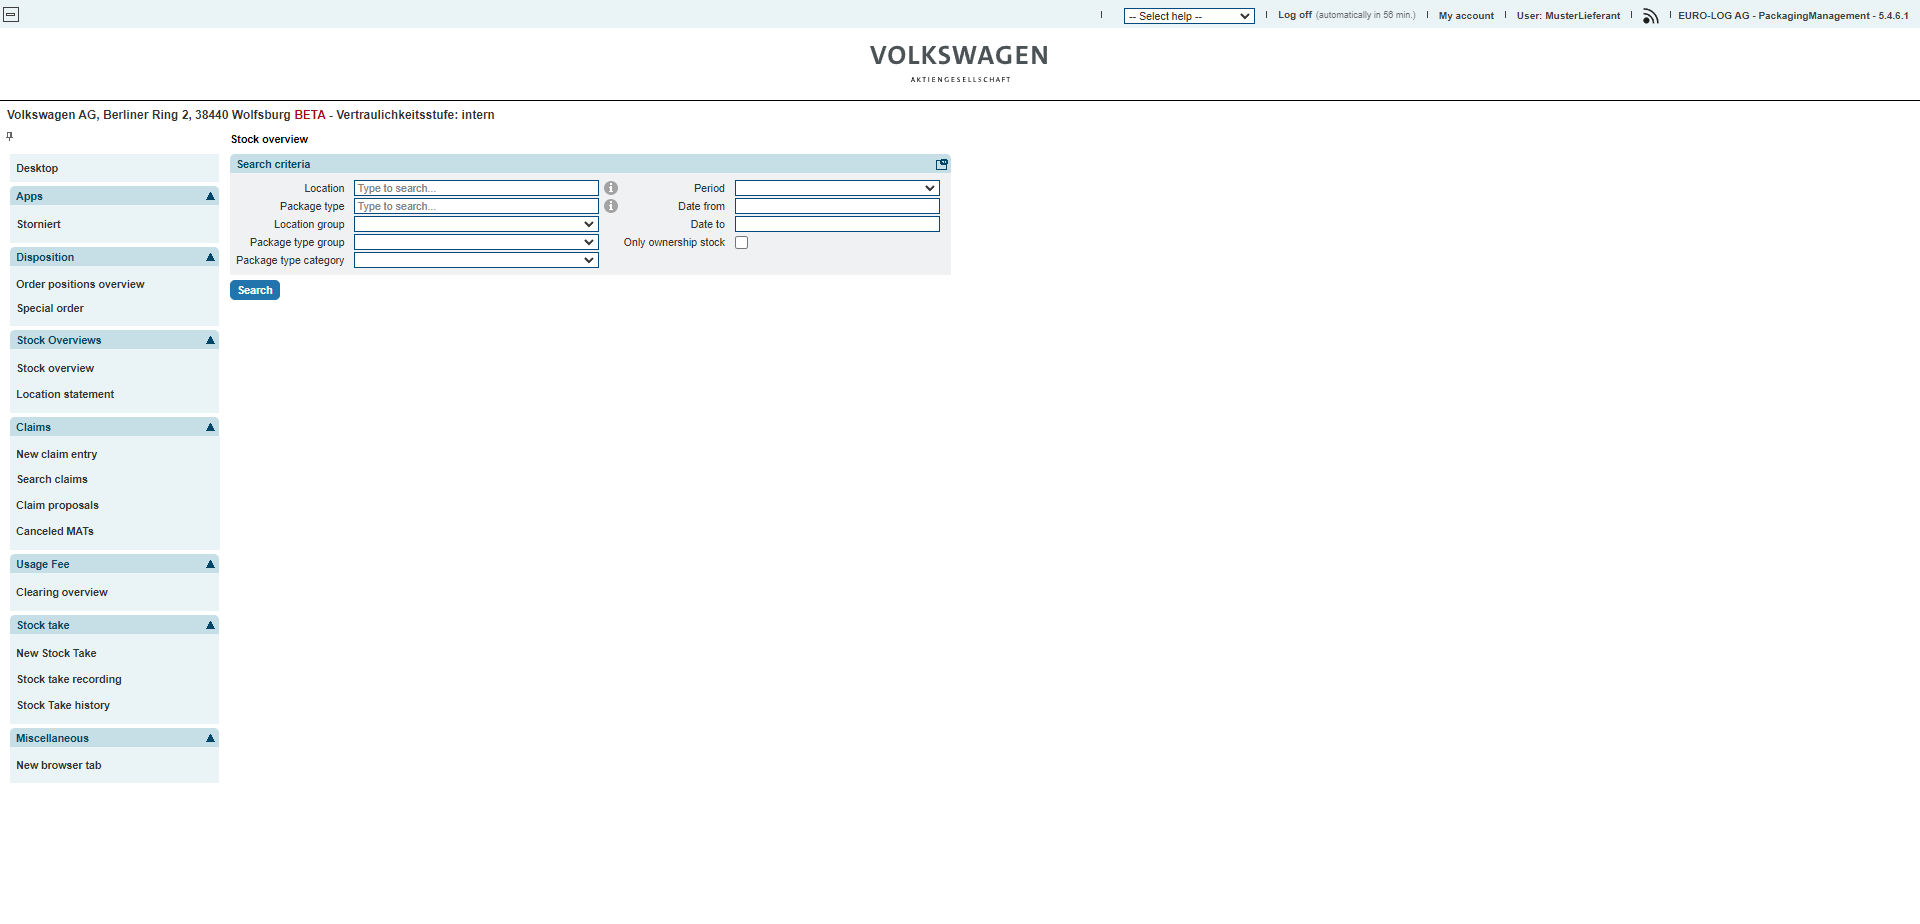 -- Select help --
Log off (automatically in 56 min.)
My account
User: MusterLieferant
EURO-LOG AG - PackagingManagement - 5.4.6.1
VOLKSWAGEN
AKTIENGESELLSCHAFT
Volkswagen AG, Berliner Ring 2, 38440 Wolfsburg BETA - Vertraulichkeitsstufe: intern
Desktop
Apps
Storniert
Disposition
Order positions overview
Special order
Stock Overviews
Stock overview
Location statement
Claims
New claim entry
Search claims
Claim proposals
Canceled MATs
Usage Fee
Clearing overview
Stock take
New Stock Take
Stock take recording
Stock Take history
Miscellaneous
New browser tab
Stock overview
Search criteria
Location Type to search...
Package type Type to search...
Location group
Package type group
Package type category
Period
Date from
Date to
Only ownership stock
Search